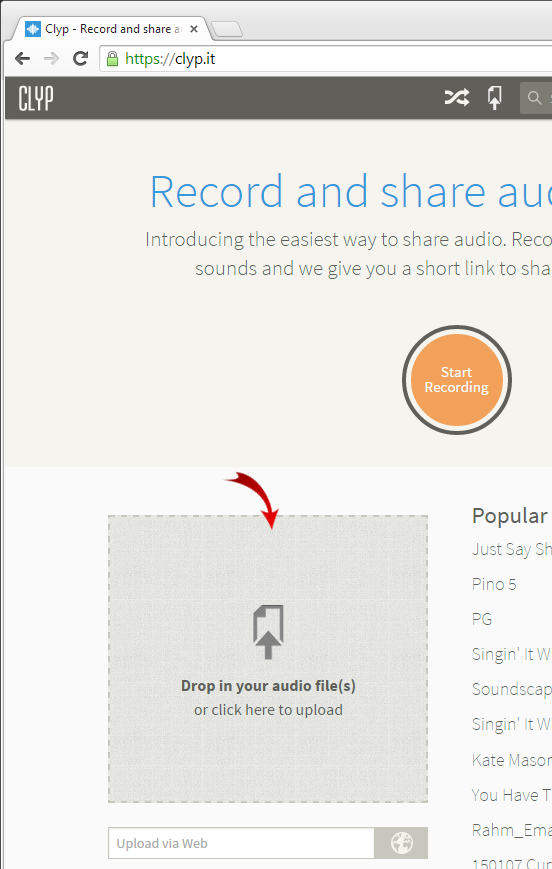 Clyp - Record and share a
https://clyp.it
CLYP
Record and share au
Introducing the easiest way to share audio. Reco
sounds and we give you a short link to sha
Start
Recording
Drop in your audio file(s)
or click here to upload
Upload via Web
Popular
Just Say Sh
Pino 5
PG
Singin' It W
Soundscap
Singin' It W
Kate Mason
You Have T
Rahm_Ema
150107 Cur